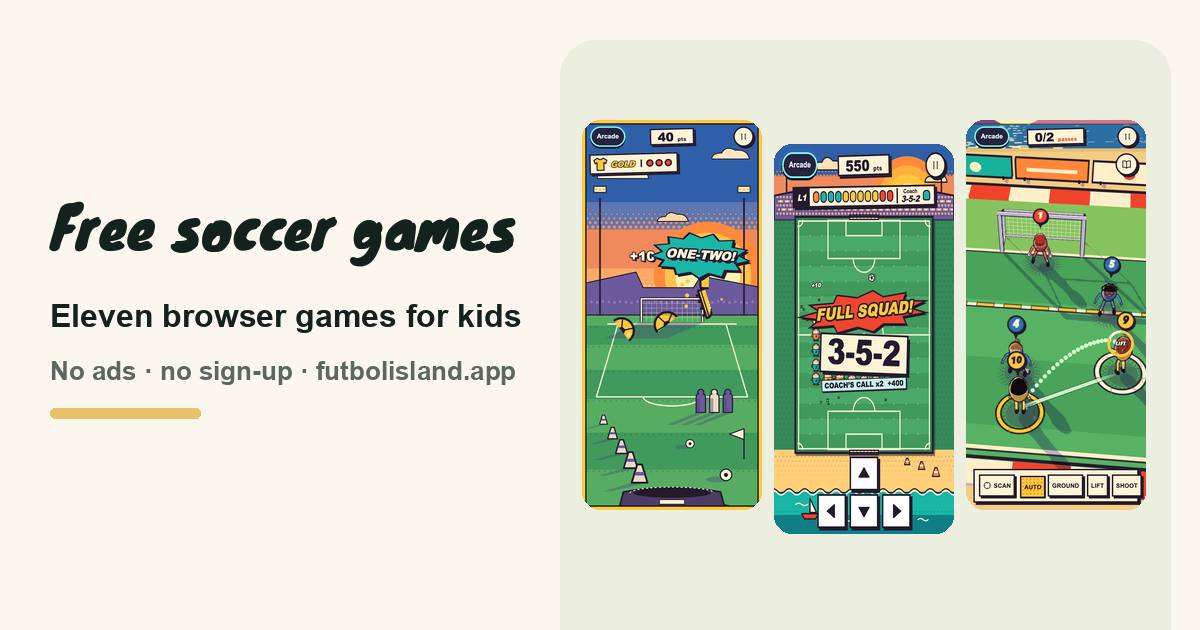 Free soccer games
Eleven browser games for kids
No ads · no sign-up · futbolisland.app
Arcade
40 pts
GOLD
+10
ONE-TWO!
Arcade
550 pts
L1
Coach
3-5-2
+10
FULL SQUAD!
3-5-2
COACH'S CALL x2 +400
Arcade
0/2 passes
1
5
4
9
LIFT
10
SCAN
AUTO
GROUND
LIFT
SHOOT